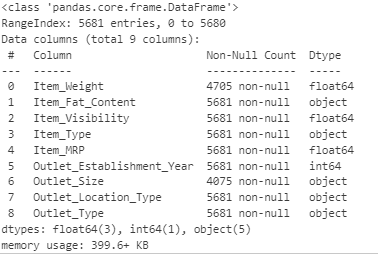 <class 'pandas.core.frame.DataFrame'>
RangeIndex: 5681 entries, 0 to 5680
Data columns (total 9 columns):
 #   Column                     Non-Null Count  Dtype
---  ------                     --------------  -----
 0   Item_Weight                4705 non-null   float64
 1   Item_Fat_Content           5681 non-null   object
 2   Item_Visibility            5681 non-null   float64
 3   Item_Type                  5681 non-null   object
 4   Item_MRP                   5681 non-null   float64
 5   Outlet_Establishment_Year  5681 non-null   int64
 6   Outlet_Size                4075 non-null   object
 7   Outlet_Location_Type       5681 non-null   object
 8   Outlet_Type                5681 non-null   object
dtypes: float64(3), int64(1), object(5)
memory usage: 399.6+ KB